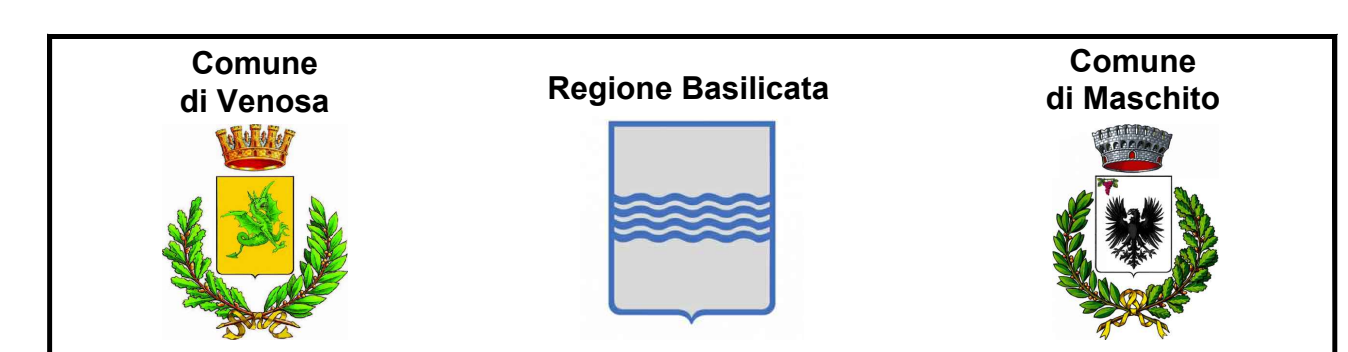 Comune
di Venosa
Regione Basilicata
Comune
di Maschito